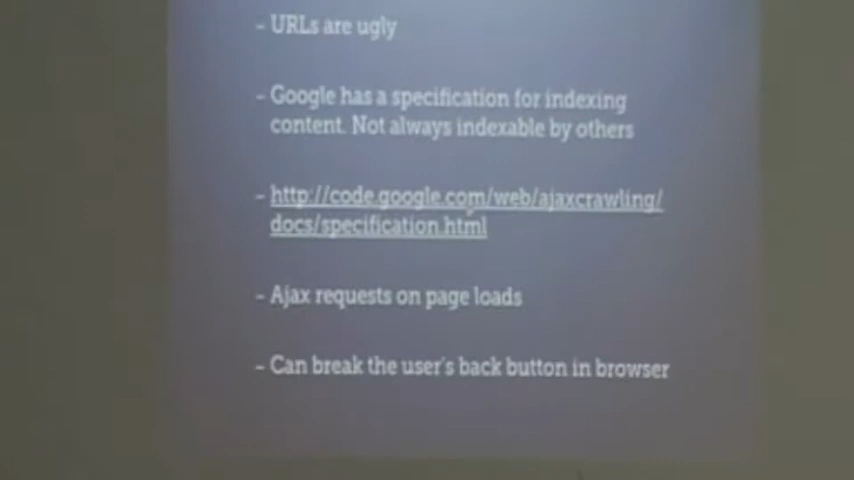 - URLs are ugly
- Google has a specification for indexing
content. Not always indexable by others
- http://code.google.com/web/ajaxcrawling/
docs/specification.html
- Ajax requests on page loads
- Can break the user's back button in browser